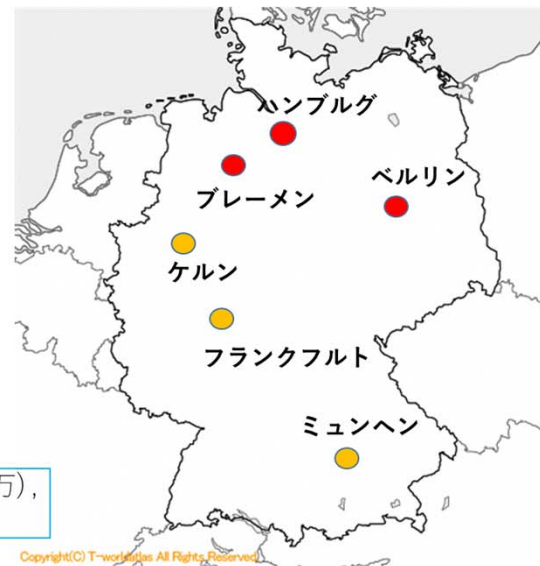 ハンブルグ
ベルリン
ブレーメン
ケルン
フランクフルト
ミュンヘン
万),
Copyright(C) T-worldatlas All Rights Reserved